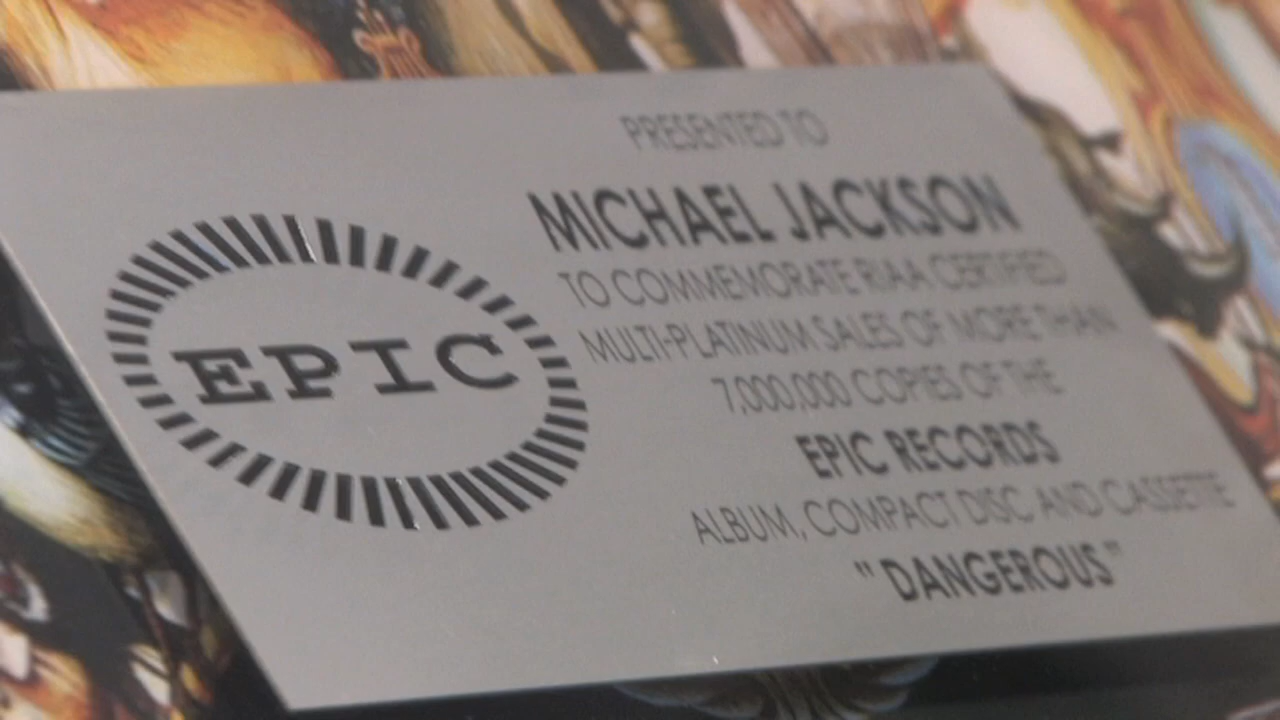 PRESENTED TO
MICHAEL JACKSON
TO COMMEMORATE RIAA CERTIFIED
MULTI-PLATINUM SALES OF MORE THAN
7,000,000 COPIES OF THE
EPIC RECORDS
ALBUM, COMPACT DISC AND CASSETTE
"DANGEROUS"
EPIC